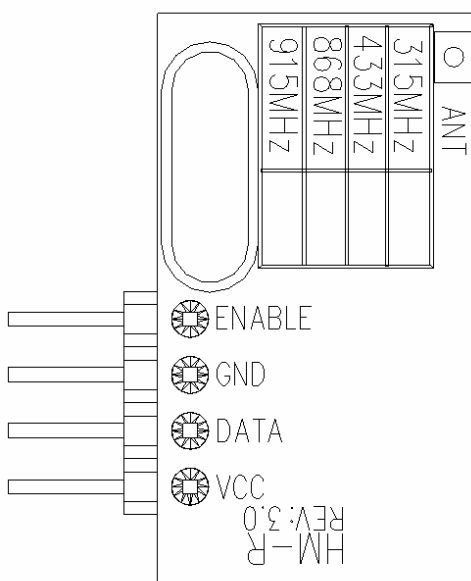 315MHz
433MHz
868MHz
915MHz
ANT
ENABLE
GND
DATA
VCC
HM-R
REV:3.0